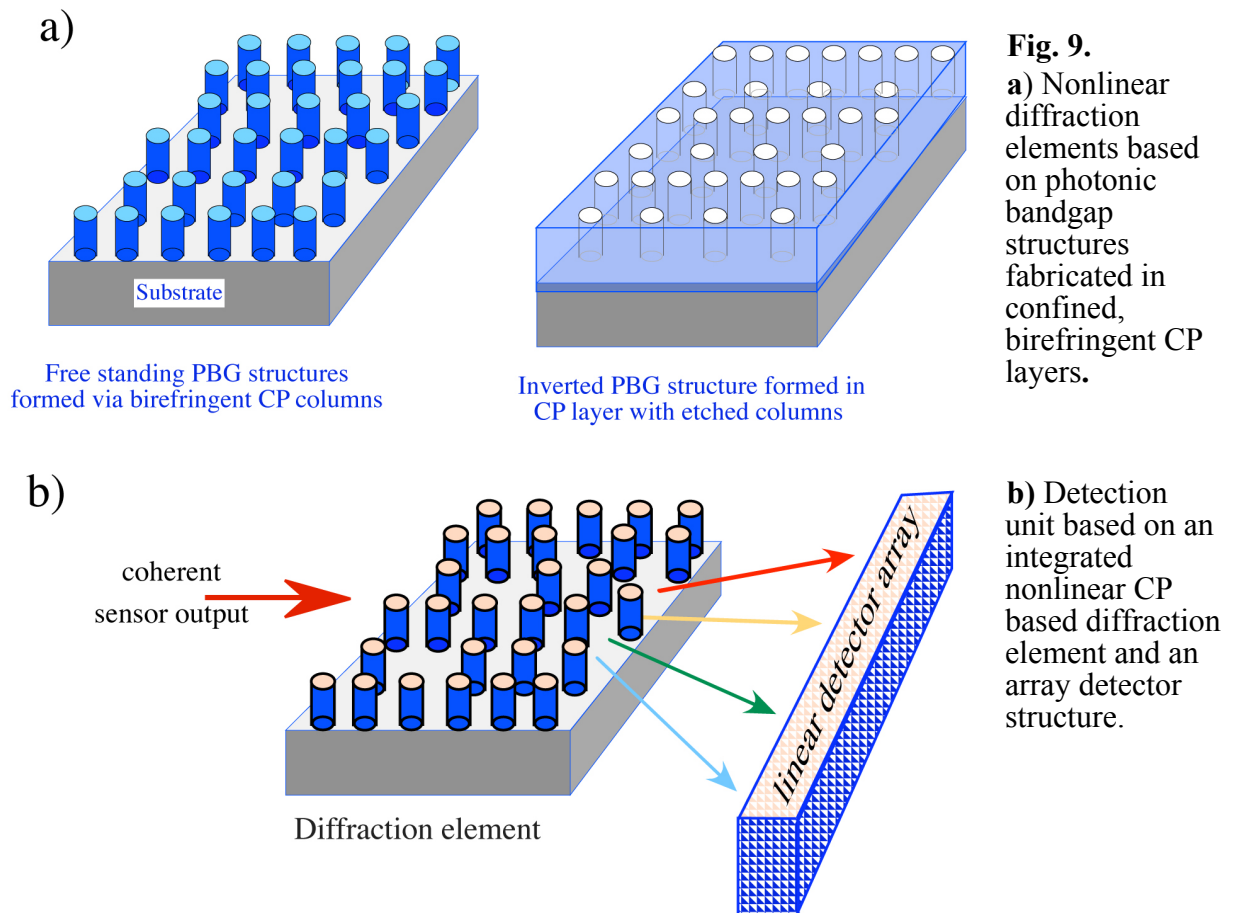 a)
Substrate
Free standing PBG structures
formed via birefringent CP columns
Inverted PBG structure formed in
CP layer with etched columns
Fig. 9.
a) Nonlinear
diffraction
elements based
on photonic
bandgap
structures
fabricated in
confined,
birefringent CP
layers.
b)
coherent
sensor output
Diffraction element
linear detector array
b) Detection
unit based on an
integrated
nonlinear CP
based diffraction
element and an
array detector
structure.